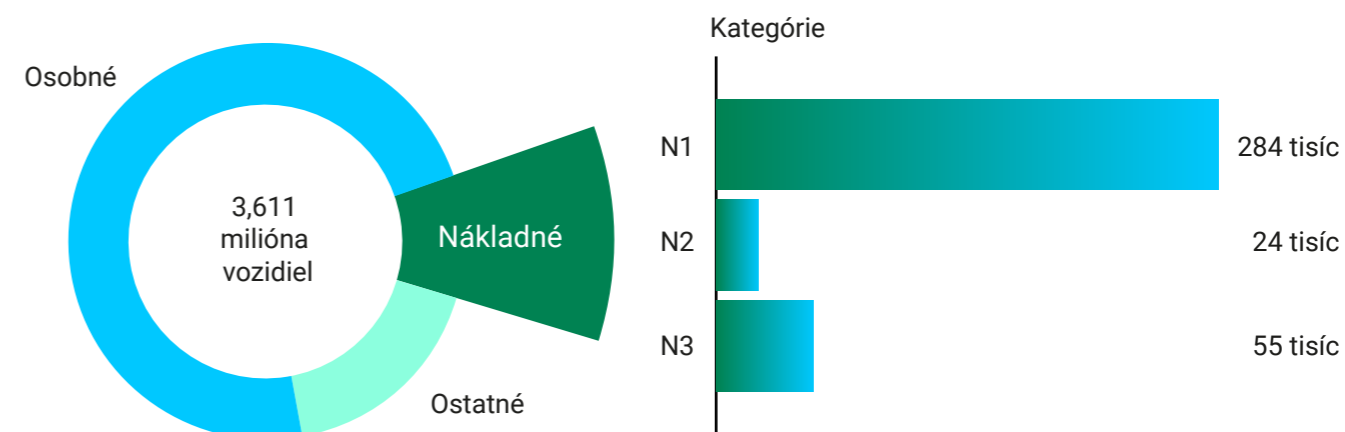 Osobné
3,611
milióna
vozidiel
Nákladné
Ostatné
Kategórie
N1
284 tisíc
N2
24 tisíc
N3
55 tisíc